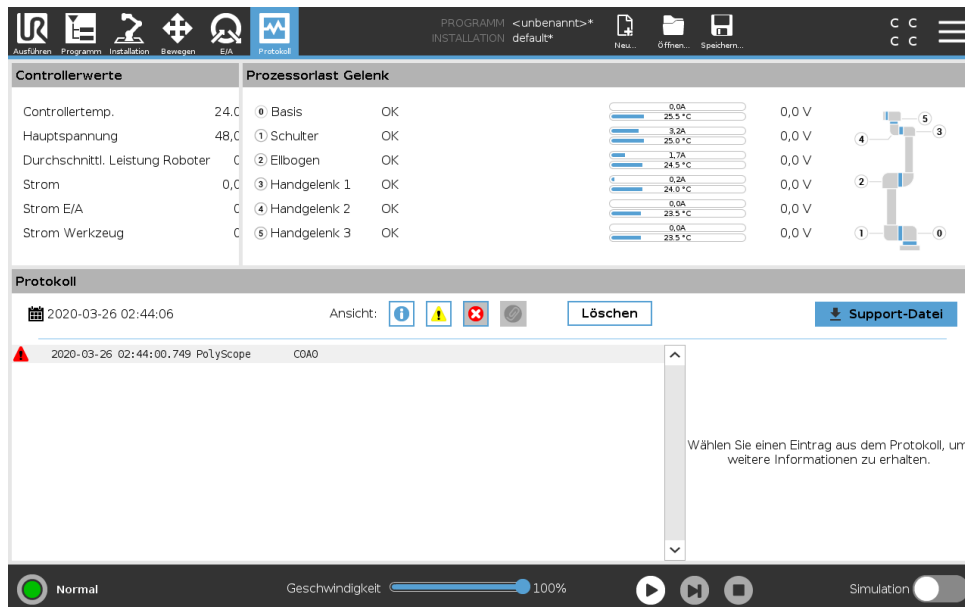 PROGRAMM <unbenannt>*
INSTALLATION default*
Ausführen Programm Installation Bewegen E/A Protokoll
Neu... Öffnen... Speichern...
C C
C C
Controllerwerte
Controllertemp. 24.0
Hauptspannung 48,0
Durchschnittl. Leistung Roboter 0
Strom 0,0
Strom E/A 0
Strom Werkzeug 0
Prozessorlast Gelenk
0 Basis OK 0,0A 25.5 °C 0,0 V
1 Schulter OK 3,2A 25.0 °C 0,0 V
2 Ellbogen OK 1,7A 24.5 °C 0,0 V
3 Handgelenk 1 OK 0,2A 24.0 °C 0,0 V
4 Handgelenk 2 OK 0,0A 23.5 °C 0,0 V
5 Handgelenk 3 OK 0,0A 23.5 °C 0,0 V
5
4 3
2
1 0
Protokoll
2020-03-26 02:44:06 Ansicht: Löschen Support-Datei
2020-03-26 02:44:00.749 PolyScope C0A0
Wählen Sie einen Eintrag aus dem Protokoll, um
weitere Informationen zu erhalten.
Normal Geschwindigkeit 100% Simulation